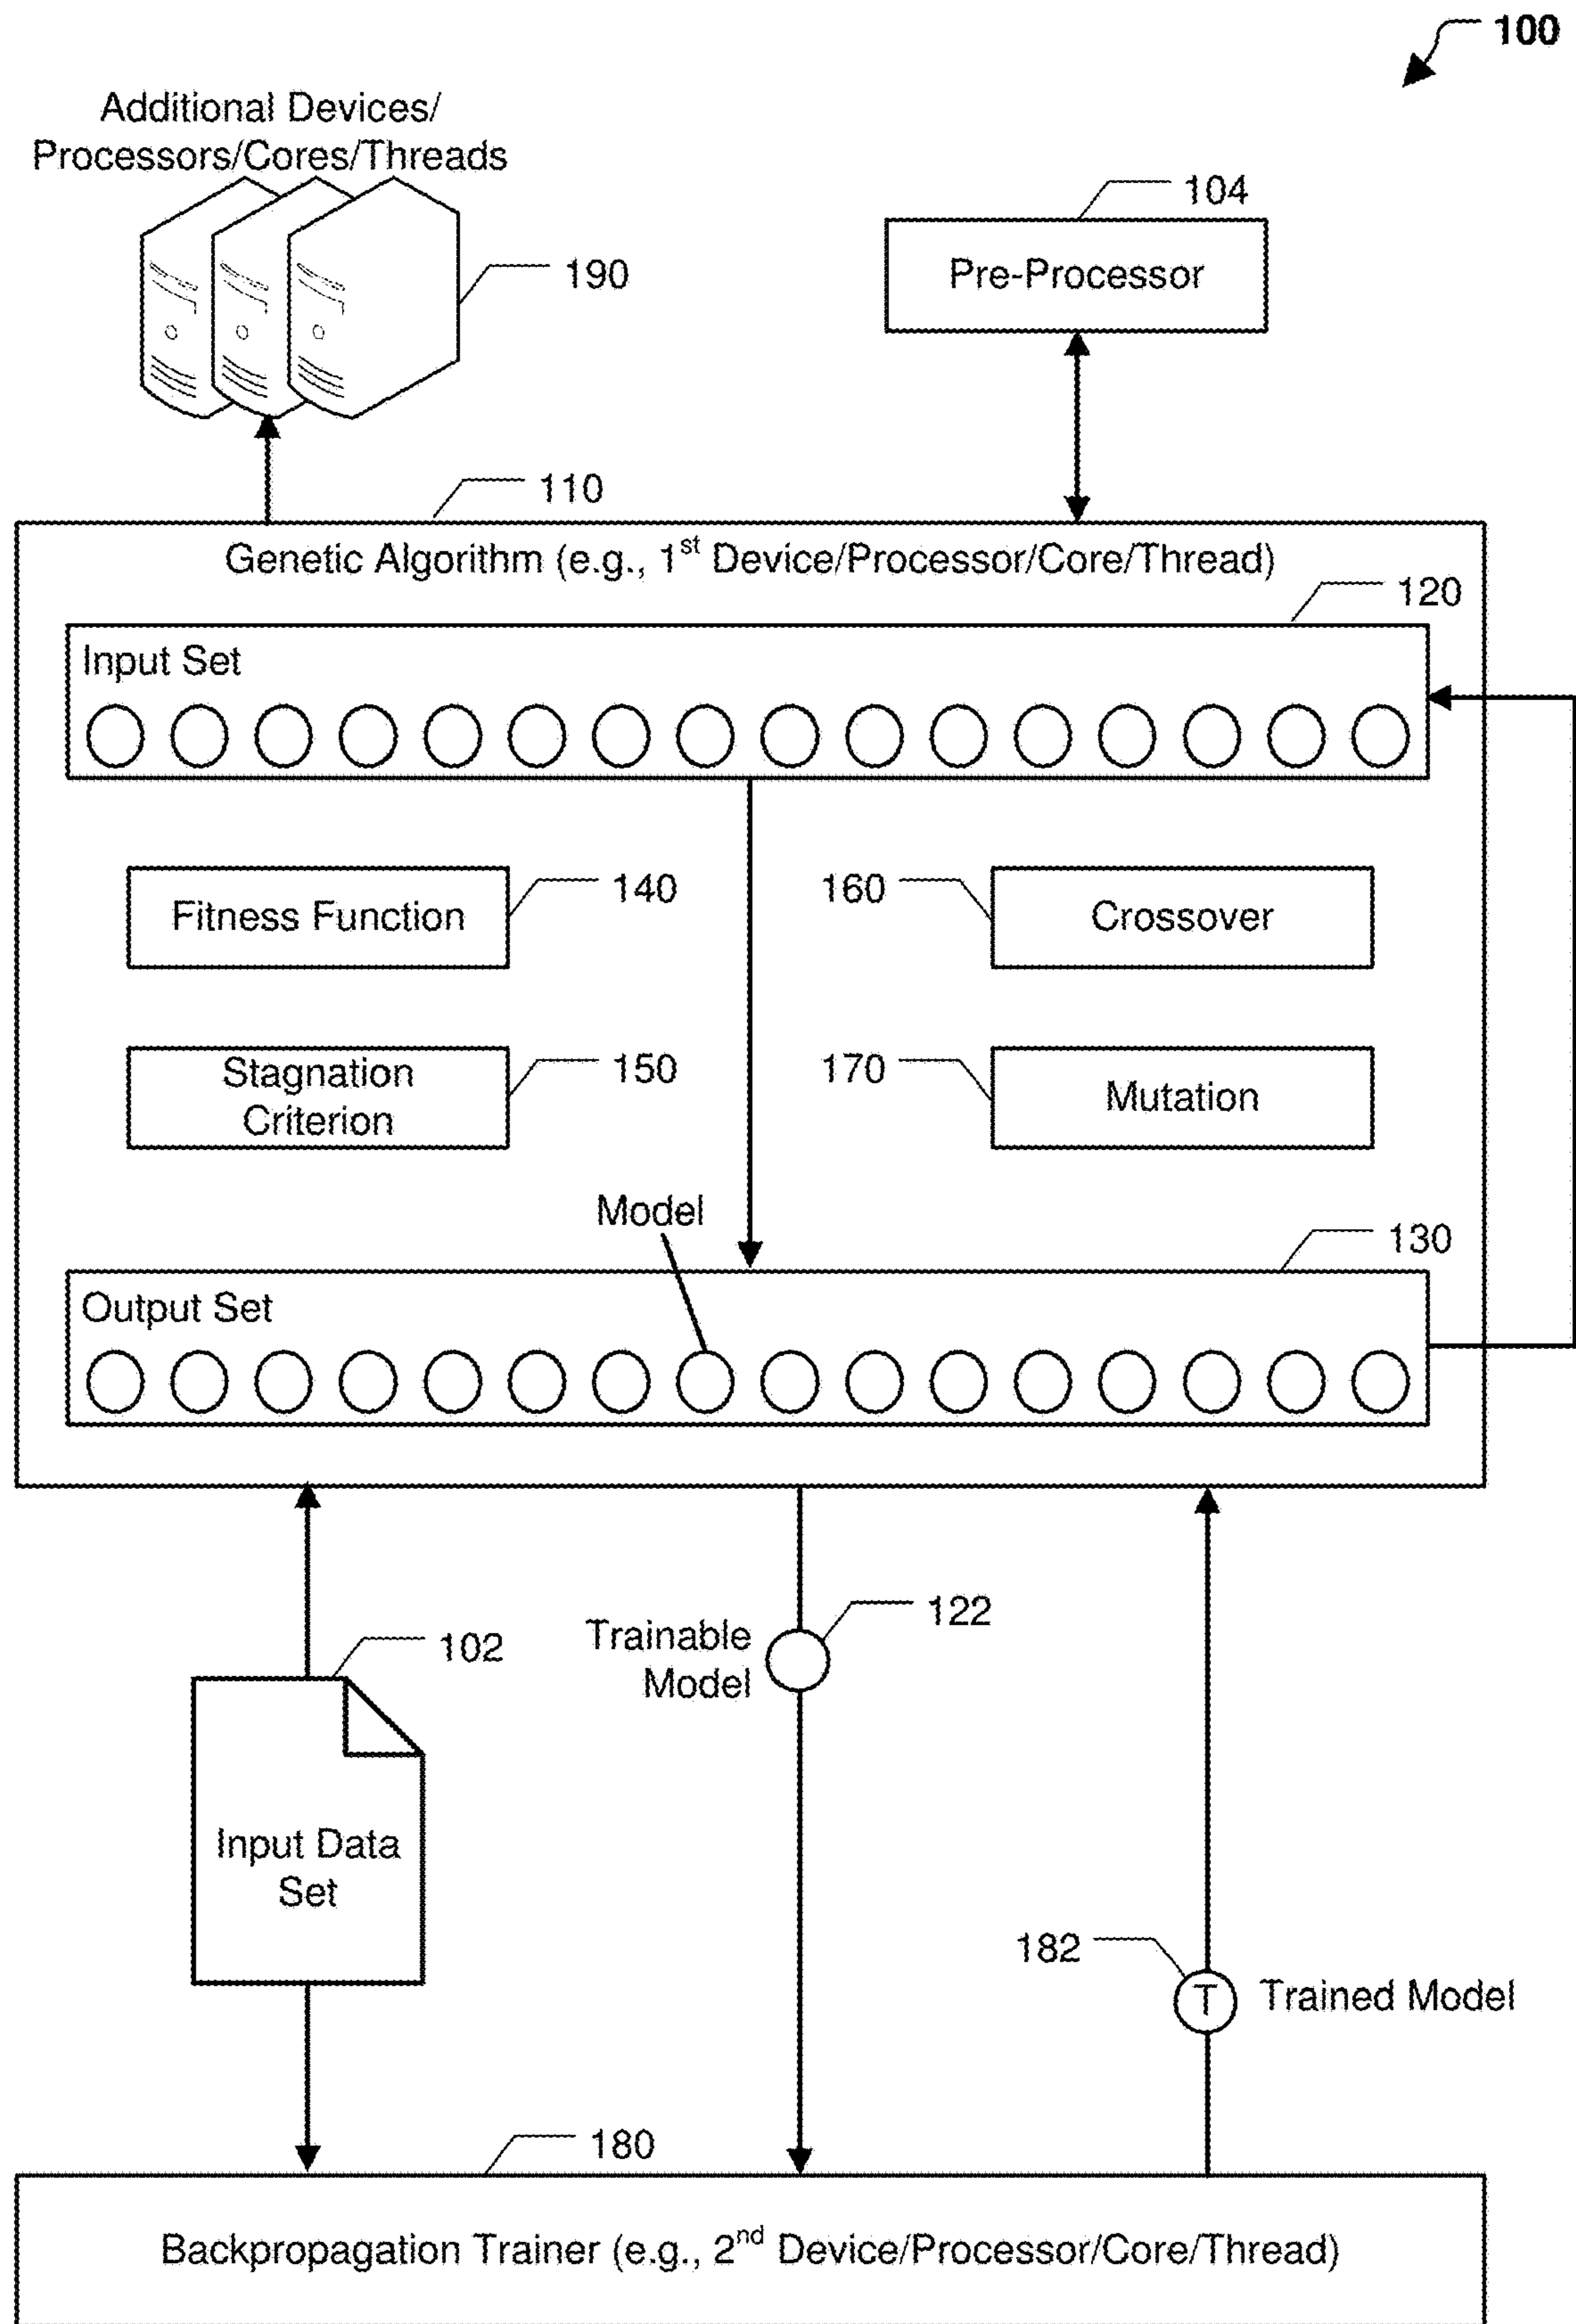 100
Additional Devices/
Processors/Cores/Threads
104
Pre-Processor
190
110
Genetic Algorithm (e.g., 1st Device/Processor/Core/Thread)
120
Input Set
140
160
Fitness Function
Crossover
150
170
Stagnation
Criterion
Mutation
Model
130
Output Set
122
Trainable
Model
102
Input Data
Set
182
T
Trained Model
180
Backpropagation Trainer (e.g., 2nd Device/Processor/Core/Thread)